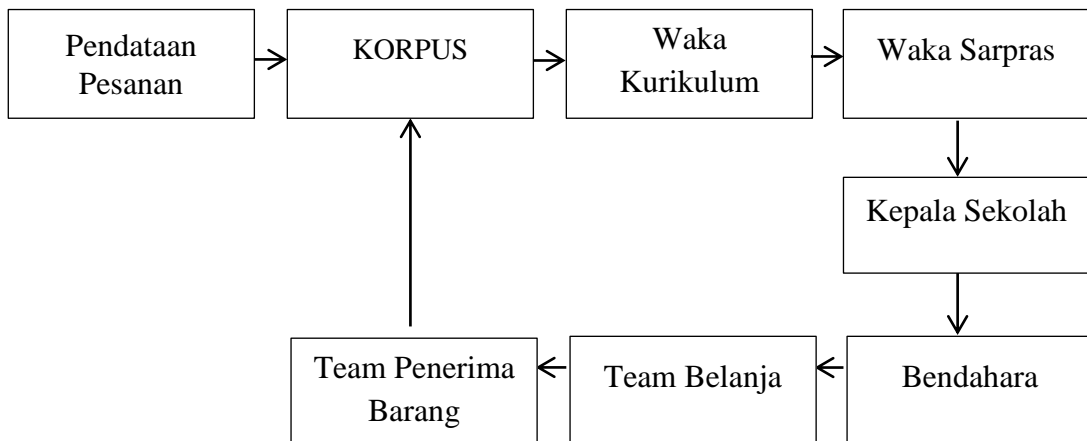 Pendataan
Pesanan
KORPUS
Waka
Kurikulum
Waka Sarpras
Kepala Sekolah
Bendahara
Team Belanja
Team Penerima
Barang